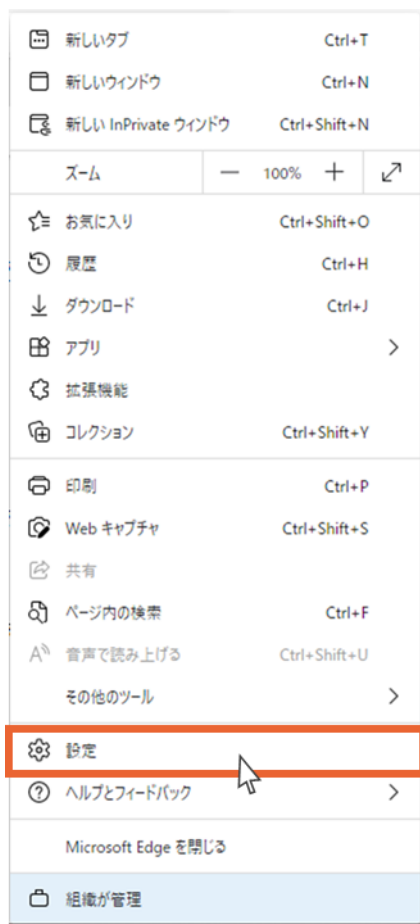 新しいタブ Ctrl+T
新しいウィンドウ Ctrl+N
新しい InPrivate ウィンドウ Ctrl+Shift+N
ズーム — 100% +
お気に入り Ctrl+Shift+O
履歴 Ctrl+H
ダウンロード Ctrl+J
アプリ
拡張機能
コレクション Ctrl+Shift+Y
印刷 Ctrl+P
Web キャプチャ Ctrl+Shift+S
共有
ページ内の検索 Ctrl+F
音声で読み上げる Ctrl+Shift+U
その他のツール
設定
ヘルプとフィードバック
Microsoft Edge を閉じる
組織が管理